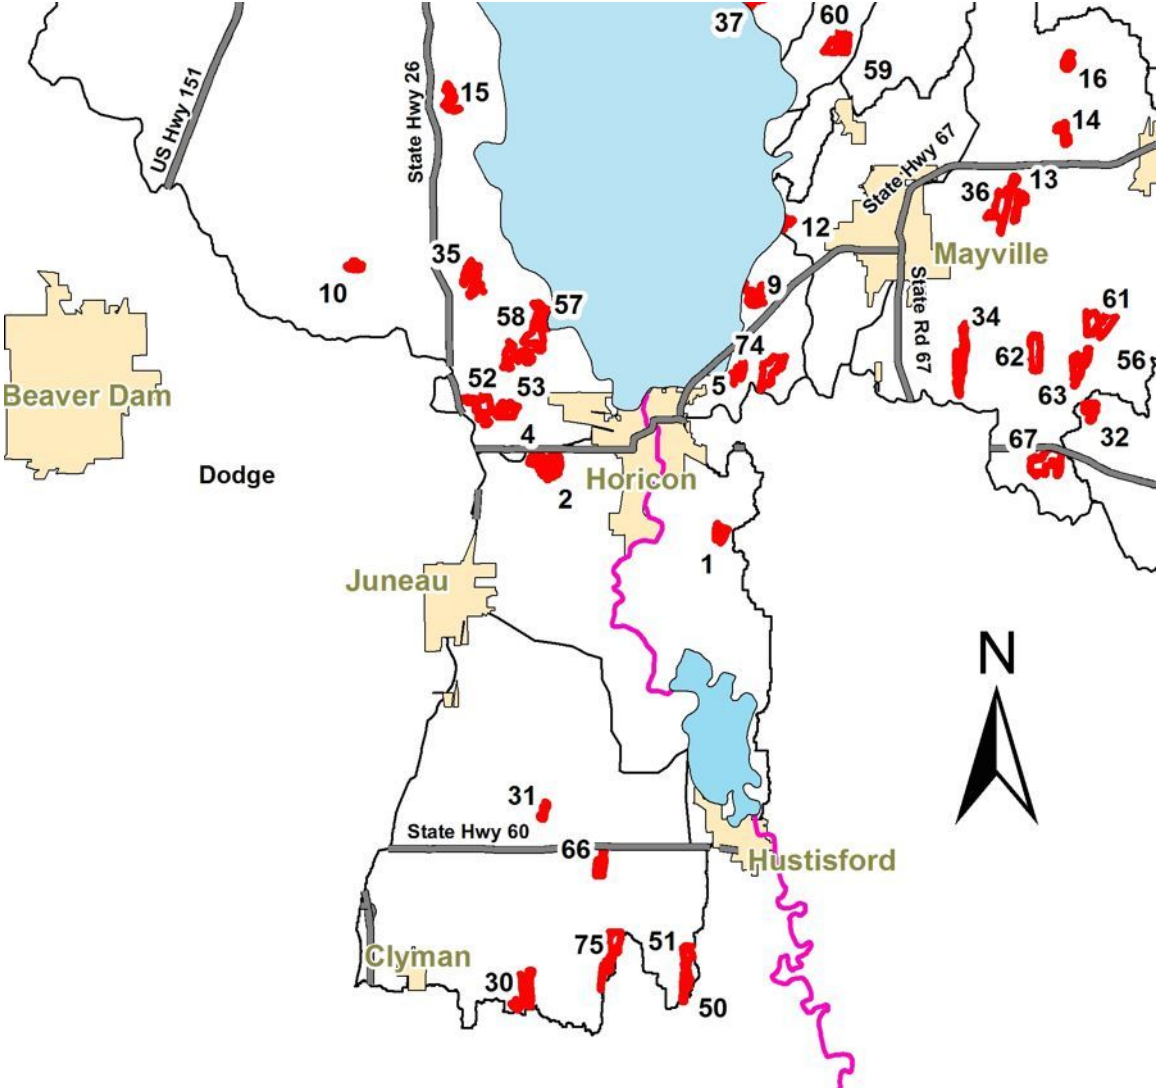 37
60
59
16
US Hwy 151
State Hwy 26
15
14
State Hwy 67
13
36
12
Mayville
35
10
9
57
58
State Rd 67
61
34
74
62
56
5
63
Beaver Dam
52
53
32
4
67
Dodge
Horicon
2
1
Juneau
N
31
State Hwy 60
66
Hustisford
75
51
Clyman
30
50